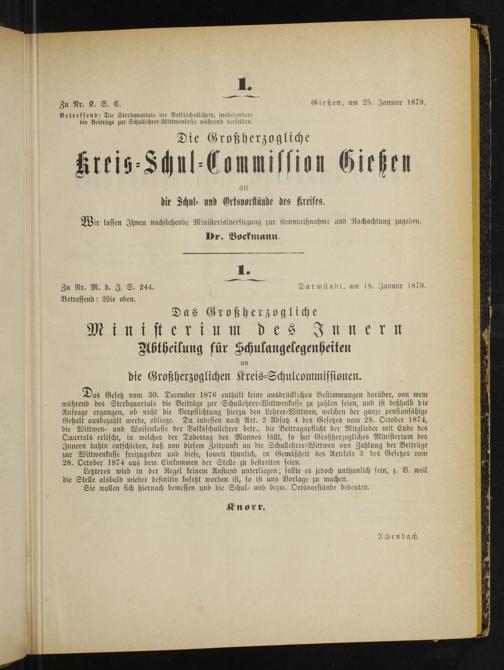 1.
Zu Nr. K. S. C.
Gießen, am 25. Januar 1879.
Betreffend: Die Sterbquartale der Volksschullehrer, insbesondere
die Beiträge zur Schullehrer-Wittwenkasse während derselben.
Die Großherzogliche
Kreis-Schul-Commission Gießen
an
die Schul- und Ortsvorstände des Kreises.
Wir lassen Ihnen nachstehende Ministerialverfügung zur Kenntnißnahme und Nachachtung zugehen.
Dr. Boekmann.
1.
Zu Nr. M. d. J. S. 244.
Darmstadt, am 18. Januar 1879.
Betreffend: Wie oben.
Das Großherzogliche
Ministerium des Innern
Abtheilung für Schulangelegenheiten
an
die Großherzoglichen Kreis-Schulcommissionen.
Das Gesetz vom 30. December 1876 enthält keine ausdrücklichen Bestimmungen darüber, von wem
während des Sterbquartals die Beiträge zur Schullehrer-Wittwenkasse zu zahlen seien, und ist deßhalb die
Anfrage ergangen, ob nicht die Verpflichtung hierzu den Lehrer-Wittwen, welchen der ganze pensionsfähige
Gehalt ausbezahlt werde, obliege. Da indessen nach Art. 2 Absatz 4 des Gesetzes vom 28. October 1874,
die Wittwen- und Waisenkasse der Volksschullehrer betr., die Beitragspflicht der Mitglieder mit Ende des
Quartals erlischt, in welches der Todestag des Mannes fällt, so hat Großherzogliches Ministerium des
Innern dahin entschieden, daß von diesem Zeitpunkt an die Schullehrer-Wittwen von Zahlung der Beiträge
zur Wittwenkasse freizugeben und diese, soweit thunlich, in Gemäßheit des Artikels 3 des Gesetzes vom
28. October 1874 aus den Einkommen der Stelle zu bestreiten seien.
Letzteres wird in der Regel keinem Anstand unterliegen; sollte es jedoch unthunlich sein, z. B. weil
die Stelle alsbald wieder definitiv besetzt worden ist, so ist uns Vorlage zu machen.
Sie wollen sich hiernach bemessen und die Schul- und bezw. Ortsvorstände bedeuten.
Knorr.
Achenbach.